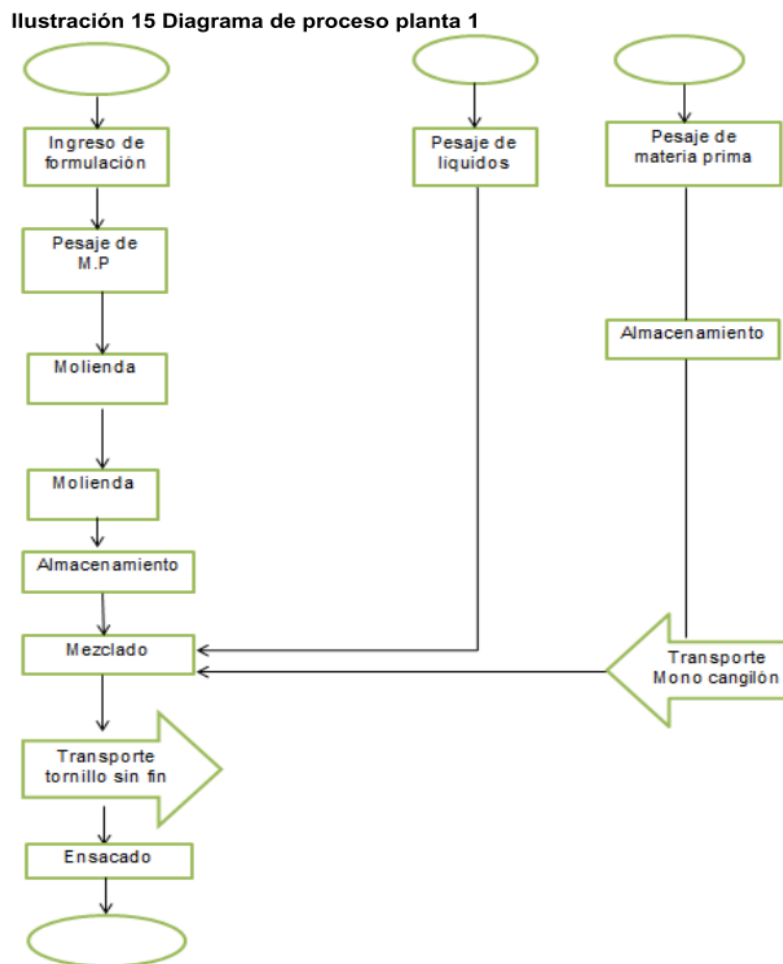 Ilustración 15 Diagrama de proceso planta 1
Ingreso de
formulación
Pesaje de
M.P
Molienda
Molienda
Almacenamiento
Mezclado
Transporte
tornillo sin fin
Ensacado
Pesaje de
liquidos
Pesaje de
materia prima
Almacenamiento
Transporte
Mono cangilón